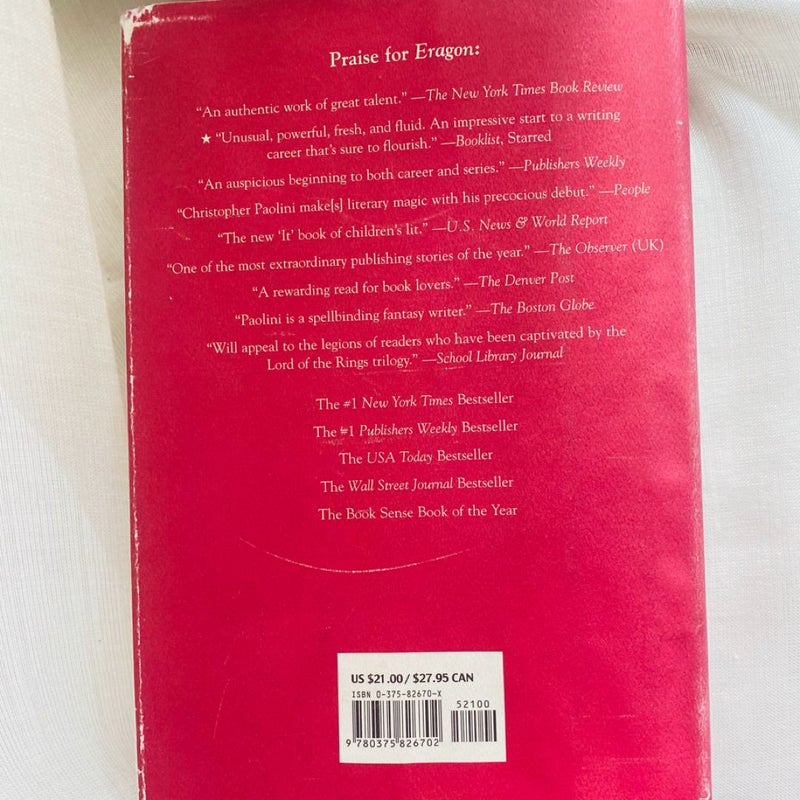 Praise for Eragon:
“An authentic work of great talent.” —The New York Times Book Review
★ “Unusual, powerful, fresh, and fluid. An impressive start to a writing
career that’s sure to flourish.” —Booklist, Starred
“An auspicious beginning to both career and series.” —Publishers Weekly
“Christopher Paolini make[s] literary magic with his precocious debut.” —People
“The new ‘It’ book of children’s lit.” —U.S. News & World Report
“One of the most extraordinary publishing stories of the year.” —The Observer (UK)
“A rewarding read for book lovers.” —The Denver Post
“Paolini is a spellbinding fantasy writer.” —The Boston Globe
“Will appeal to the legions of readers who have been captivated by the
Lord of the Rings trilogy.” —School Library Journal
The #1 New York Times Bestseller
The #1 Publishers Weekly Bestseller
The USA Today Bestseller
The Wall Street Journal Bestseller
The Book Sense Book of the Year
US $21.00 / $27.95 CAN
ISBN 0-375-82670-X
52100
9 780375 826702